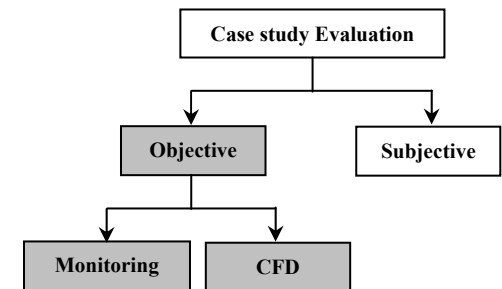 Case study Evaluation
Objective
Subjective
Monitoring
CFD